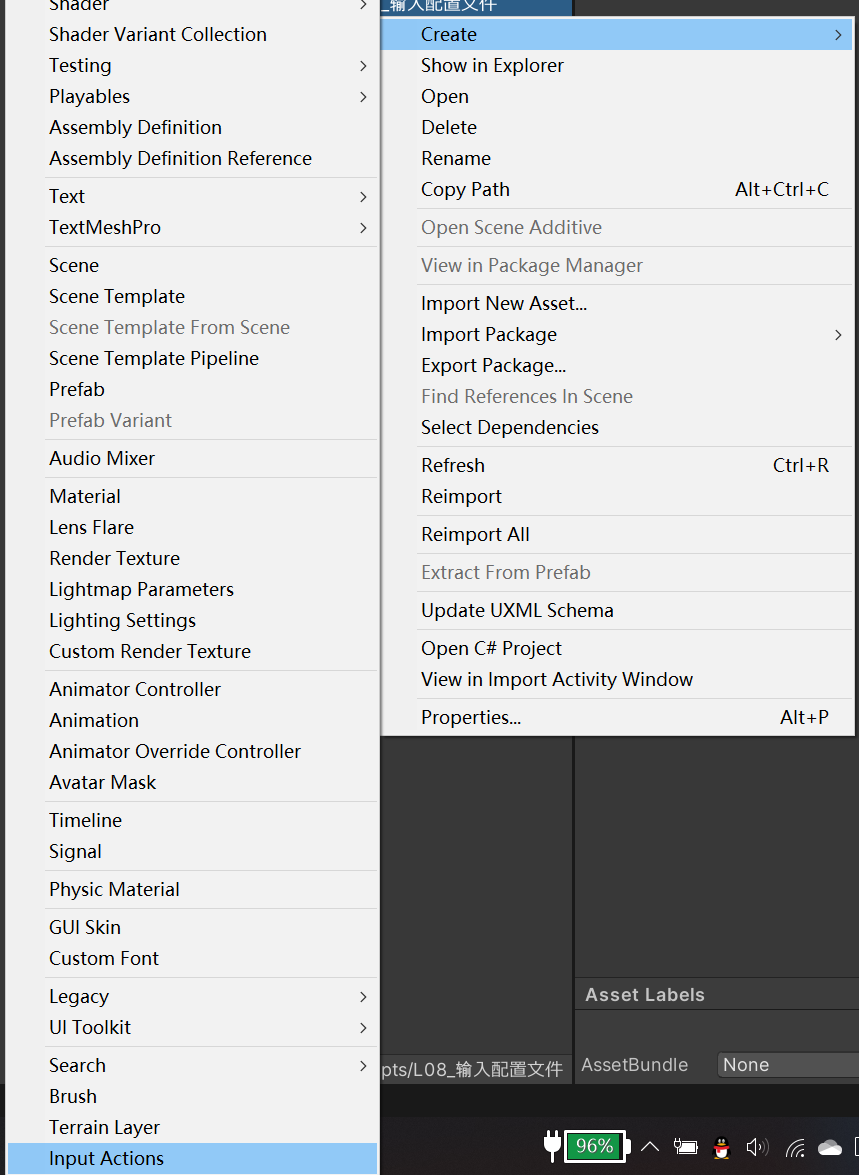 Shader
Shader Variant Collection
Testing
Playables
Assembly Definition
Assembly Definition Reference
Text
TextMeshPro
Scene
Scene Template
Scene Template From Scene
Scene Template Pipeline
Prefab
Prefab Variant
Audio Mixer
Material
Lens Flare
Render Texture
Lightmap Parameters
Lighting Settings
Custom Render Texture
Animator Controller
Animation
Animator Override Controller
Avatar Mask
Timeline
Signal
Physic Material
GUI Skin
Custom Font
Legacy
UI Toolkit
Search
Brush
Terrain Layer
Input Actions
_输入配置文件
Create
Show in Explorer
Open
Delete
Rename
Copy Path Alt+Ctrl+C
Open Scene Additive
View in Package Manager
Import New Asset...
Import Package
Export Package...
Find References In Scene
Select Dependencies
Refresh Ctrl+R
Reimport
Reimport All
Extract From Prefab
Update UXML Schema
Open C# Project
View in Import Activity Window
Properties... Alt+P
Asset Labels
pts/L08_输入配置文件
AssetBundle None
96%